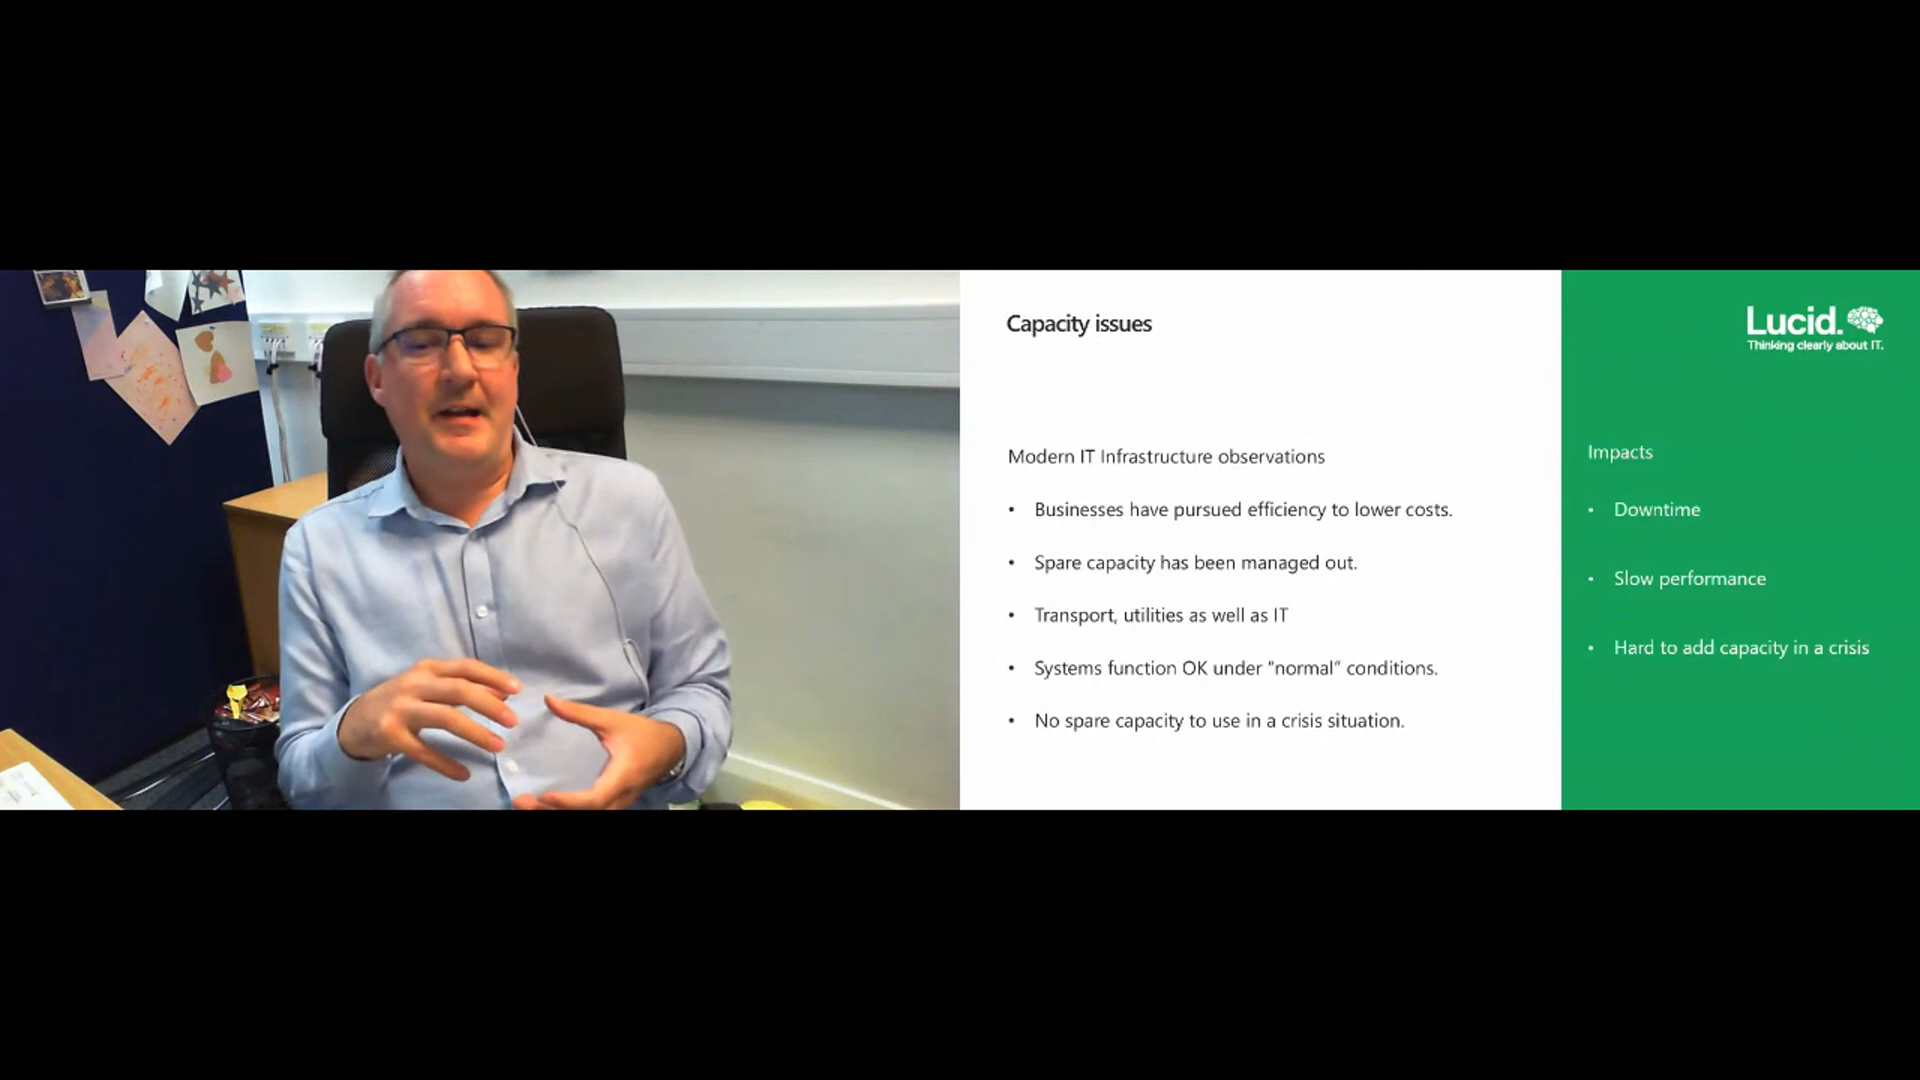 Capacity issues
Modern IT Infrastructure observations
• Businesses have pursued efficiency to lower costs.
• Spare capacity has been managed out.
• Transport, utilities as well as IT
• Systems function OK under “normal” conditions.
• No spare capacity to use in a crisis situation.
Lucid.
Thinking clearly about IT.
Impacts
• Downtime
• Slow performance
• Hard to add capacity in a crisis